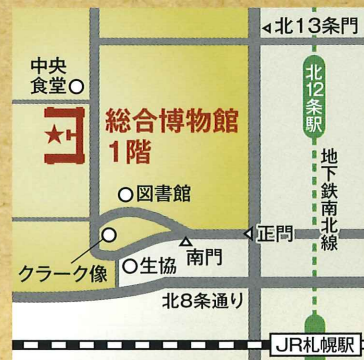 北13条門
中央
食堂
北12条駅
総合博物館
1階
地下鉄南北線
図書館
正門
南門
クラーク像
生協
北8条通り
JR札幌駅